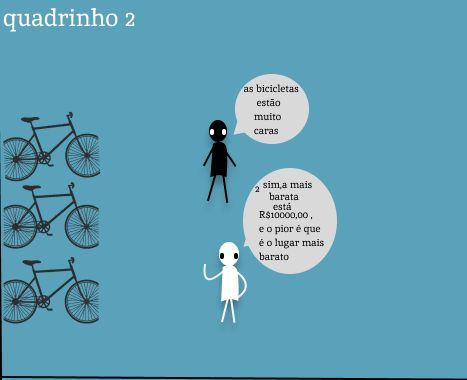 quadrinho 2
as bicicletas
estão
muito
caras
2 sim,a mais
barata
está
R$10000,00 ,
e o pior é que
é o lugar mais
barato